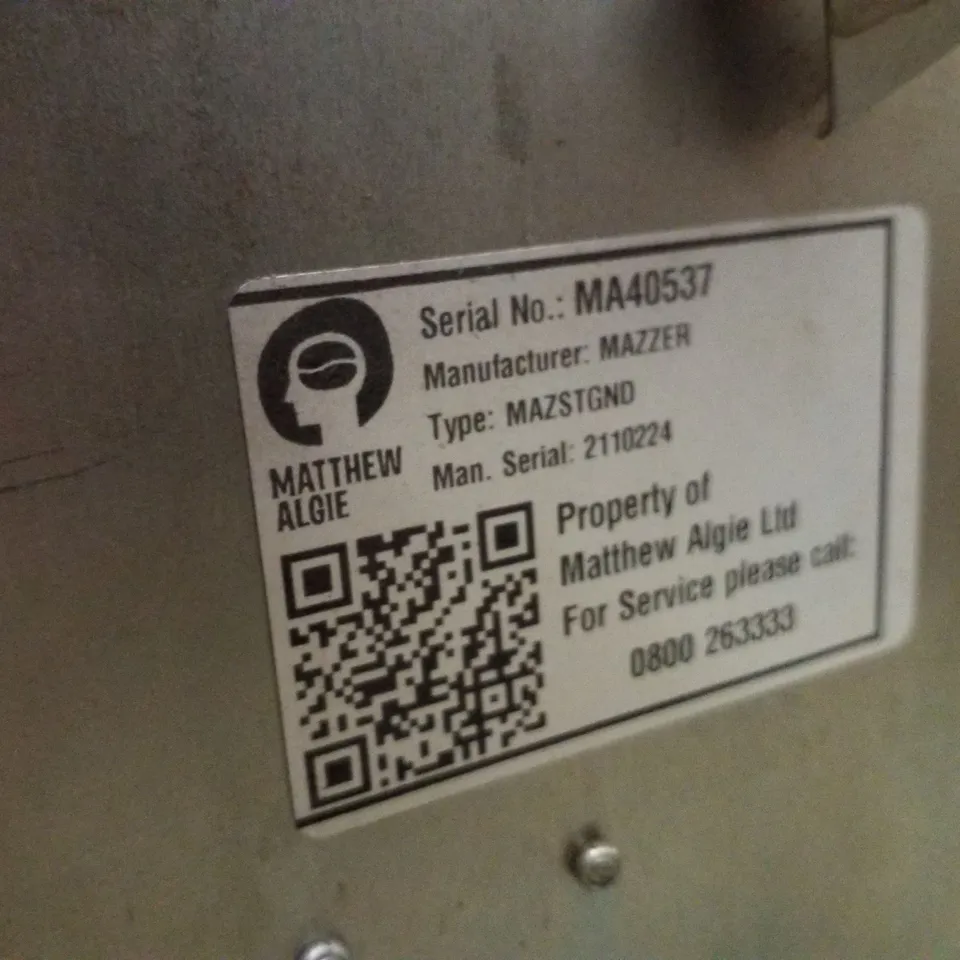 Serial No.: MA40537
Manufacturer: MAZZER
Type: MAZSTGND
Man. Serial: 2110224
MATTHEW
ALGIE
Property of
Matthew Algie Ltd
For Service please call:
0800 263333